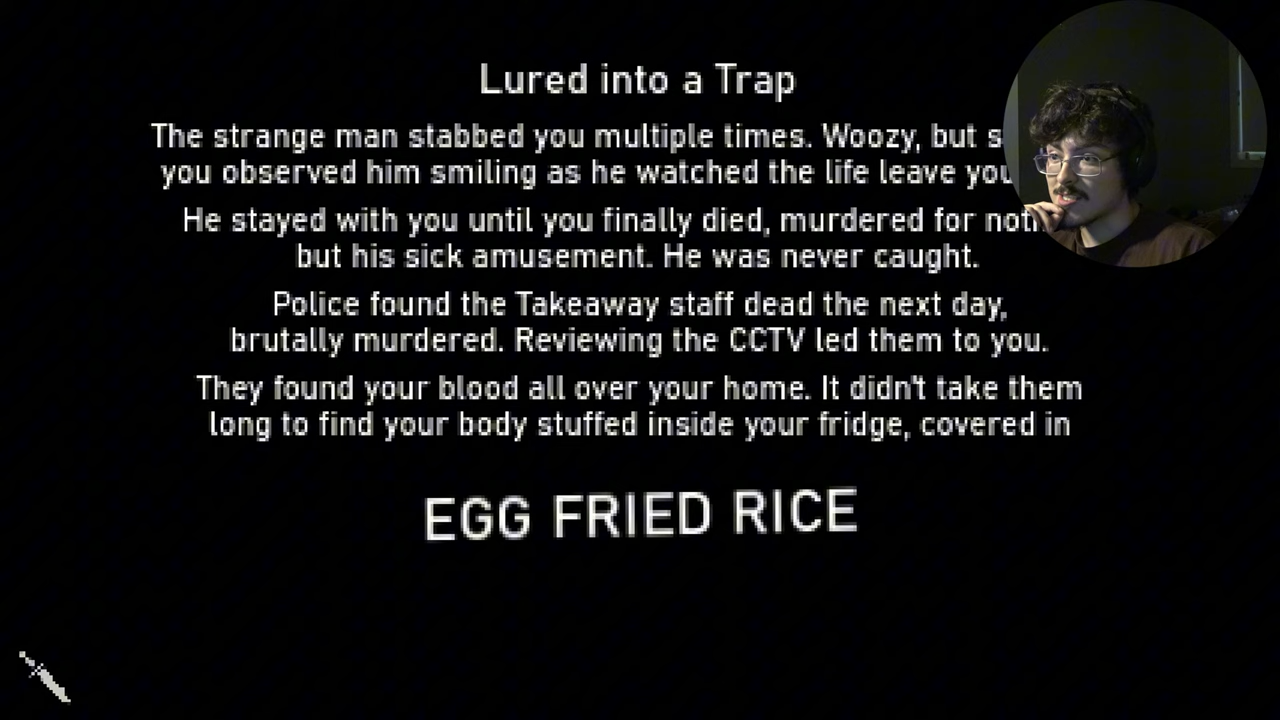 Lured into a Trap
The strange man stabbed you multiple times. Woozy, but
you observed him smiling as he watched the life leave
He stayed with you until you finally died, murdered for
but his sick amusement. He was never caught.
Police found the Takeaway staff dead the next day,
brutally murdered. Reviewing the CCTV led them to you.
They found your blood all over your home. It didn't take them
long to find your body stuffed inside your fridge, covered in
EGG FRIED RICE